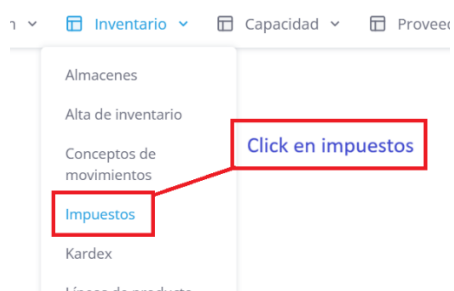 Inventario Capacidad
Almacenes
Alta de inventario
Conceptos de
movimientos
Click en impuestos
Impuestos
Kardex